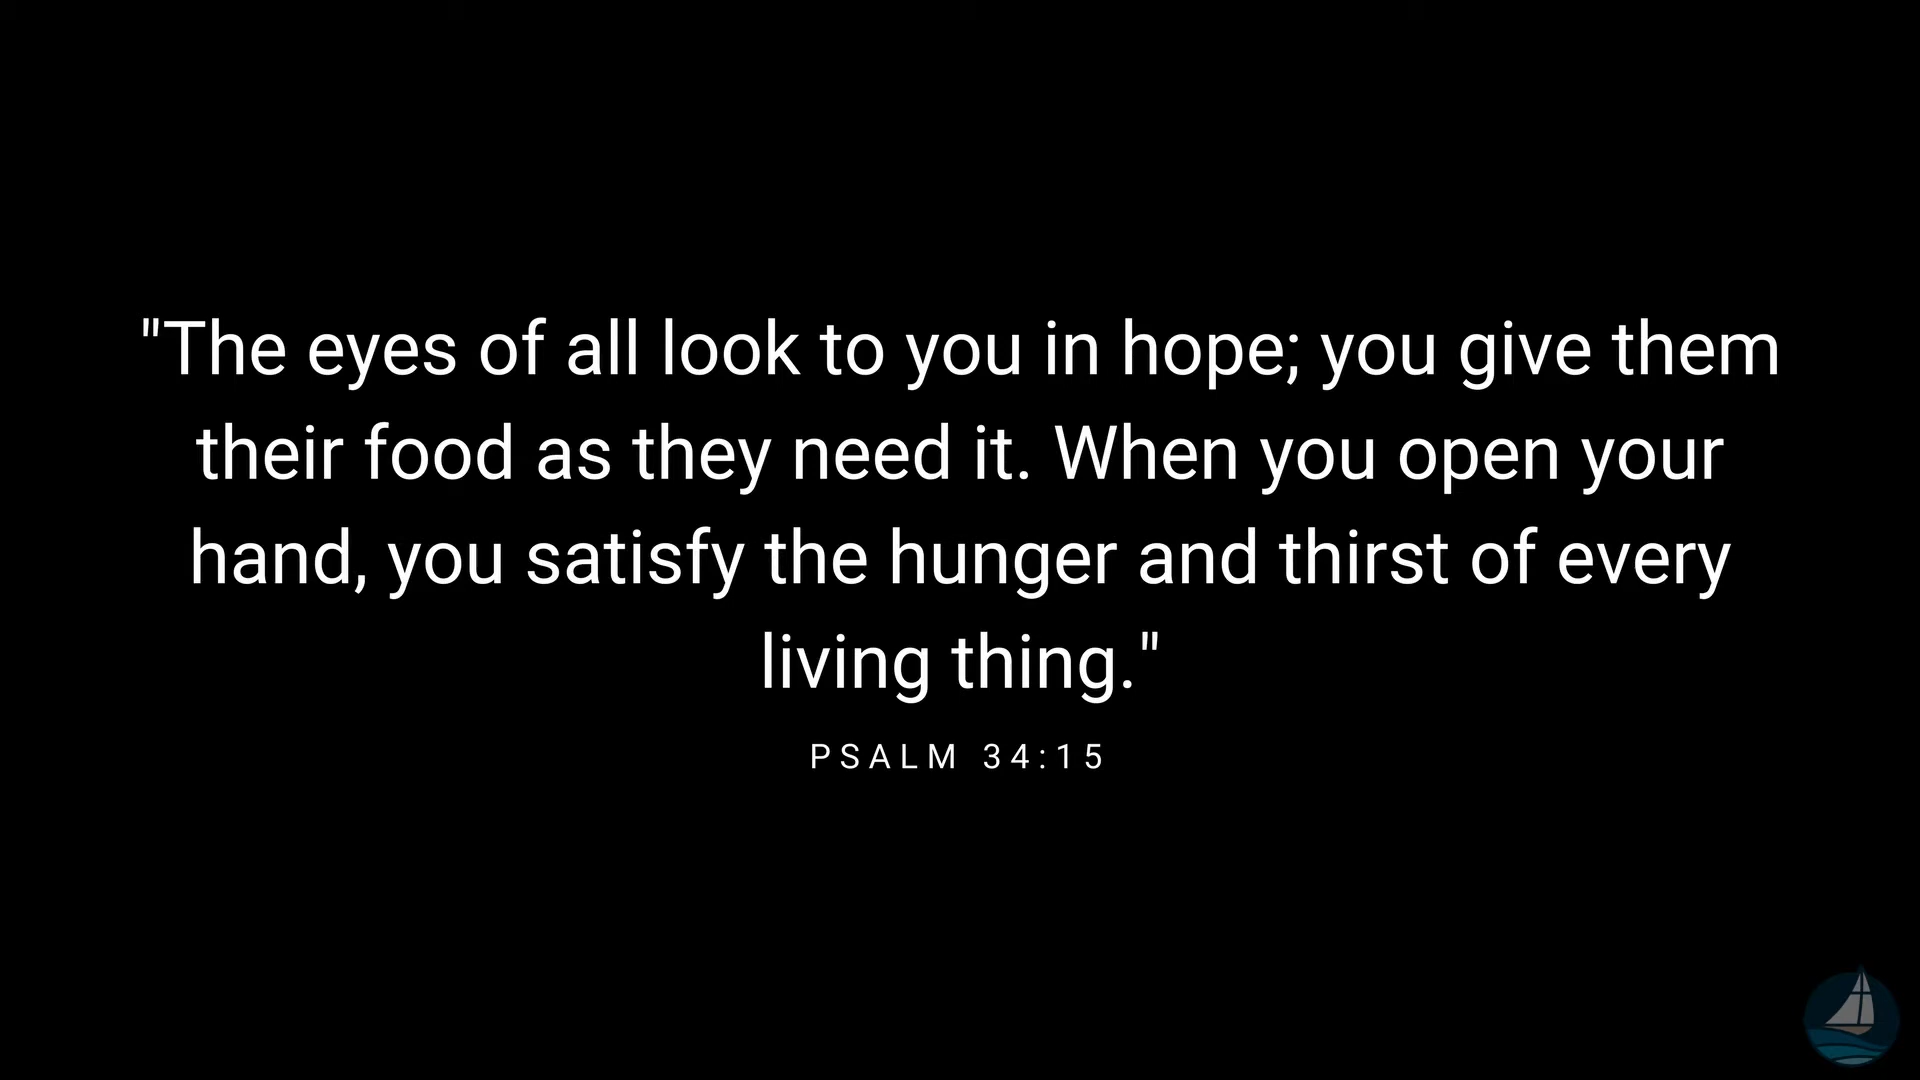 "The eyes of all look to you in hope; you give them
their food as they need it. When you open your
hand, you satisfy the hunger and thirst of every
living thing."
PSALM 34:15